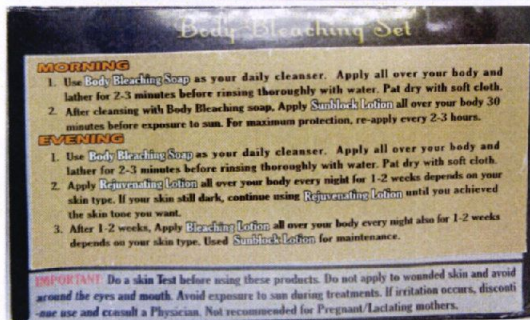 Body Bleaching Set
MORNING
1. Use Body Bleaching Soap as your daily cleanser. Apply all over your body and
lather for 2-3 minutes before rinsing thoroughly with water. Pat dry with soft cloth.
2. After cleansing with Body Bleaching soap, Apply Sunblock Lotion all over your body 30
minutes before exposure to sun. For maximum protection, re-apply every 2-3 hours.
EVENING
1. Use Body Bleaching Soap as your daily cleanser. Apply all over your body and
lather for 2-3 minutes before rinsing thoroughly with water. Pat dry with soft cloth.
2. Apply Rejuvenating Lotion all over your body every night for 1-2 weeks depends on your
skin type. If your skin still dark, continue using Rejuvenating Lotion until you achieved
the skin tone you want.
3. After 1-2 weeks, Apply Bleaching Lotion all over your body every night also for 1-2 weeks
depends on your skin type. Used Sunblock Lotion for maintenance.
IMPORTANT: Do a skin Test before using these products. Do not apply to wounded skin and avoid
around the eyes and mouth. Avoid exposure to sun during treatments. If irritation occurs, disconti
-nue use and consult a Physician. Not recommended for Pregnant/Lactating mothers.